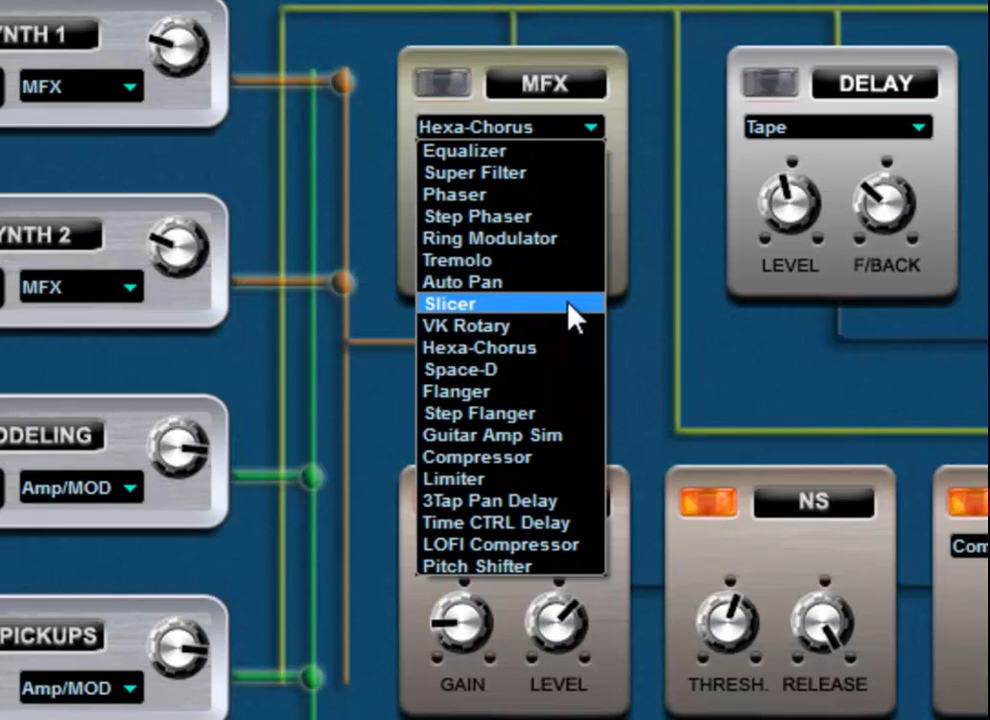 YNTH 1
MFX
YNTH 2
MFX
ODELING
Amp/MOD
PICKUPS
Amp/MOD
MFX
Hexa-Chorus
Equalizer
Super Filter
Phaser
Step Phaser
Ring Modulator
Tremolo
Auto Pan
Slicer
VK Rotary
Hexa-Chorus
Space-D
Flanger
Step Flanger
Guitar Amp Sim
Compressor
Limiter
3Tap Pan Delay
Time CTRL Delay
LOFI Compressor
Pitch Shifter
GAIN LEVEL
DELAY
Tape
LEVEL F/BACK
NS
THRESH. RELEASE
Com